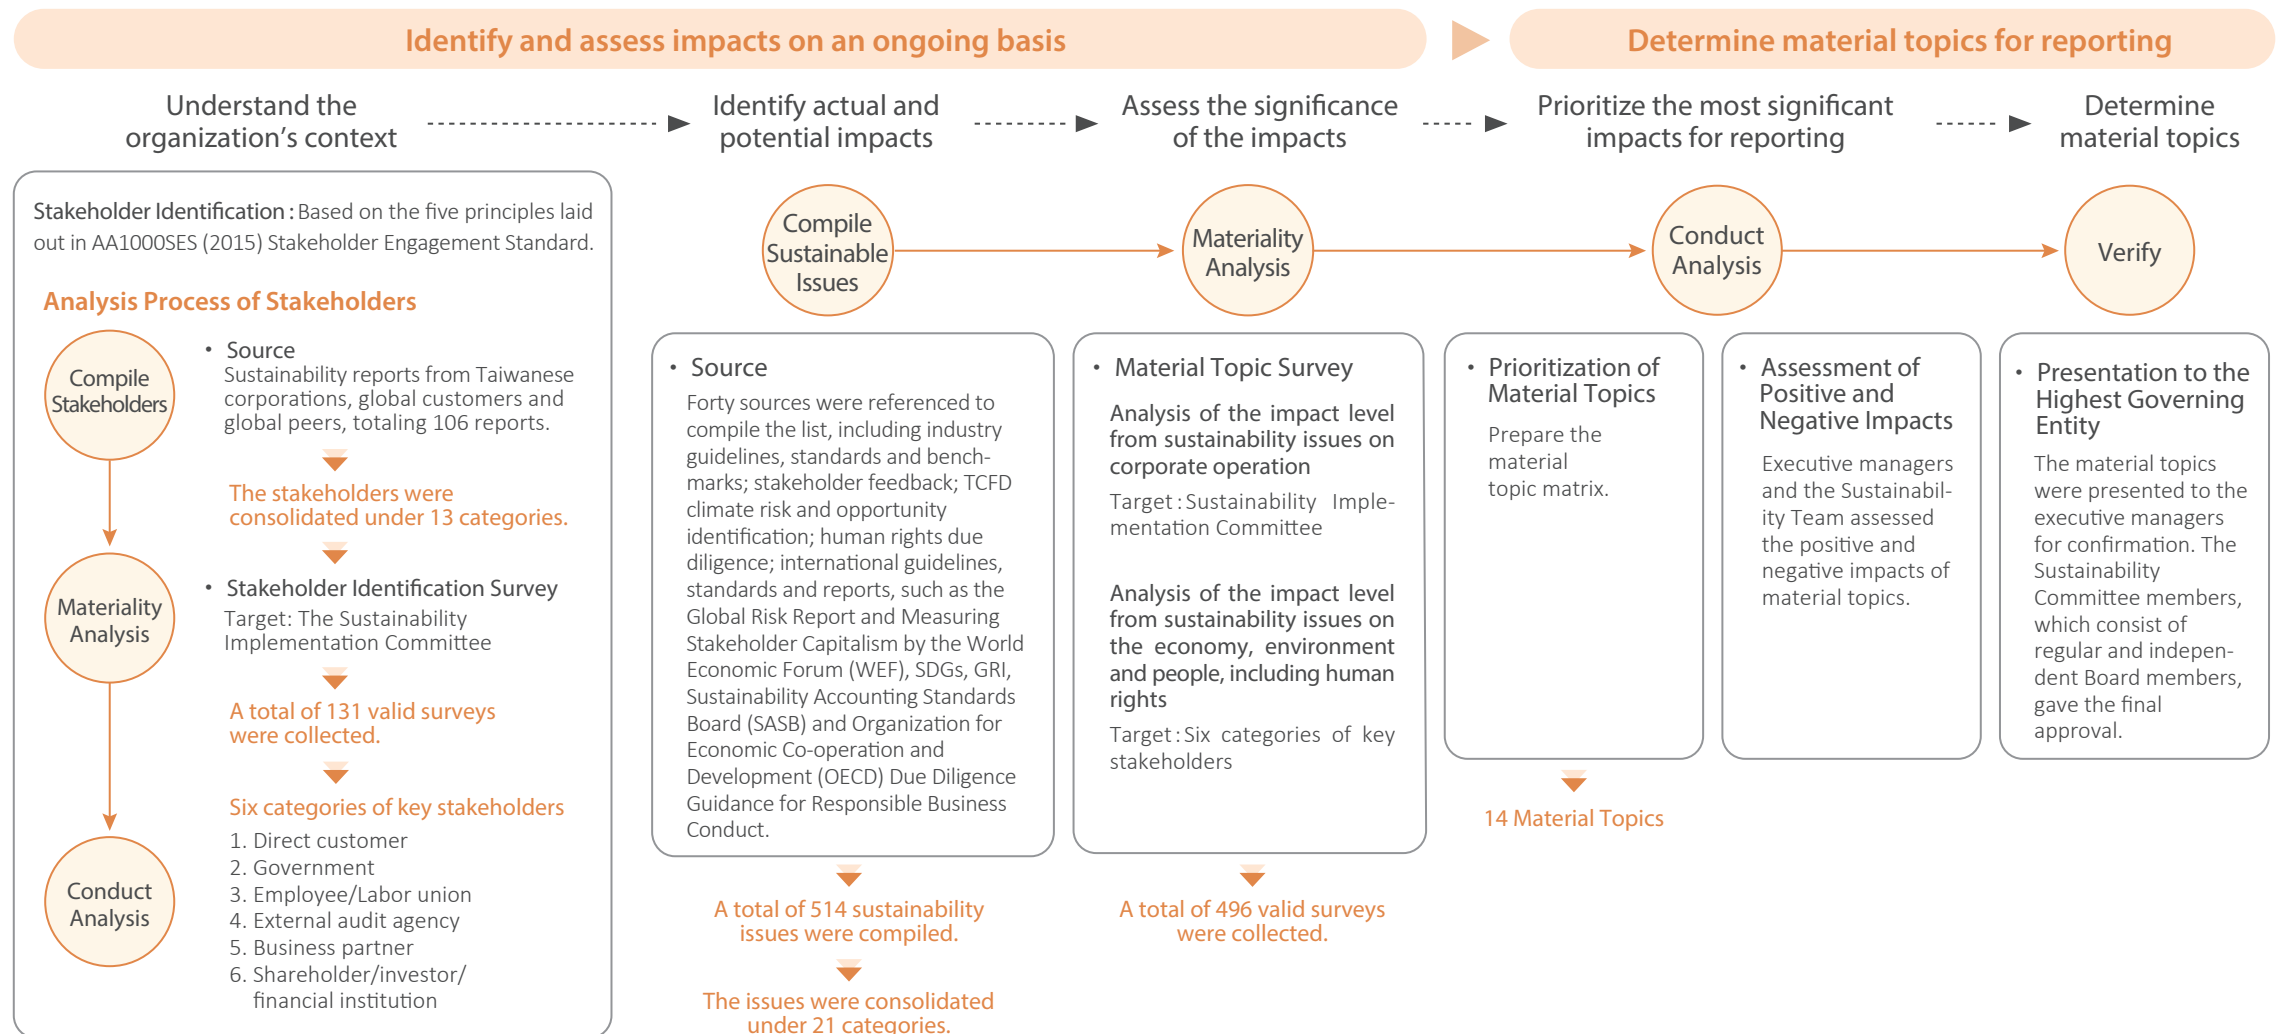 Identify and assess impacts on an ongoing basis
Determine material topics for reporting
Understand the
organization's context
Identify actual and
potential impacts
Assess the significance
of the impacts
Prioritize the most significant
impacts for reporting
Determine
material topics
Stakeholder Identification : Based on the five principles laid
out in AA1000SES (2015) Stakeholder Engagement Standard.
Analysis Process of Stakeholders
Compile
Stakeholders
• Source
Sustainability reports from Taiwanese
corporations, global customers and
global peers, totaling 106 reports.
The stakeholders were
consolidated under 13 categories.
Materiality
Analysis
• Stakeholder Identification Survey
Target: The Sustainability
Implementation Committee
A total of 131 valid surveys
were collected.
Six categories of key stakeholders
Conduct
Analysis
1. Direct customer
2. Government
3. Employee/Labor union
4. External audit agency
5. Business partner
6. Shareholder/investor/
financial institution
Compile
Sustainable
Issues
• Source
Forty sources were referenced to
compile the list, including industry
guidelines, standards and bench-
marks; stakeholder feedback; TCFD
climate risk and opportunity
identification; human rights due
diligence; international guidelines,
standards and reports, such as the
Global Risk Report and Measuring
Stakeholder Capitalism by the World
Economic Forum (WEF), SDGs, GRI,
Sustainability Accounting Standards
Board (SASB) and Organization for
Economic Co-operation and
Development (OECD) Due Diligence
Guidance for Responsible Business
Conduct.
A total of 514 sustainability
issues were compiled.
The issues were consolidated
under 21 categories.
Materiality
Analysis
• Material Topic Survey
Analysis of the impact level
from sustainability issues on
corporate operation
Target : Sustainability Imple-
mentation Committee
Analysis of the impact level
from sustainability issues on
the economy, environment
and people, including human
rights
Target : Six categories of key
stakeholders
A total of 496 valid surveys
were collected.
Conduct
Analysis
• Prioritization of
Material Topics
Prepare the
material
topic matrix.
14 Material Topics
• Assessment of
Positive and
Negative Impacts
Executive managers
and the Sustainabil-
ity Team assessed
the positive and
negative impacts of
material topics.
Verify
• Presentation to the
Highest Governing
Entity
The material topics
were presented to the
executive managers
for confirmation. The
Sustainability
Committee members,
which consist of
regular and indepen-
dent Board members,
gave the final
approval.